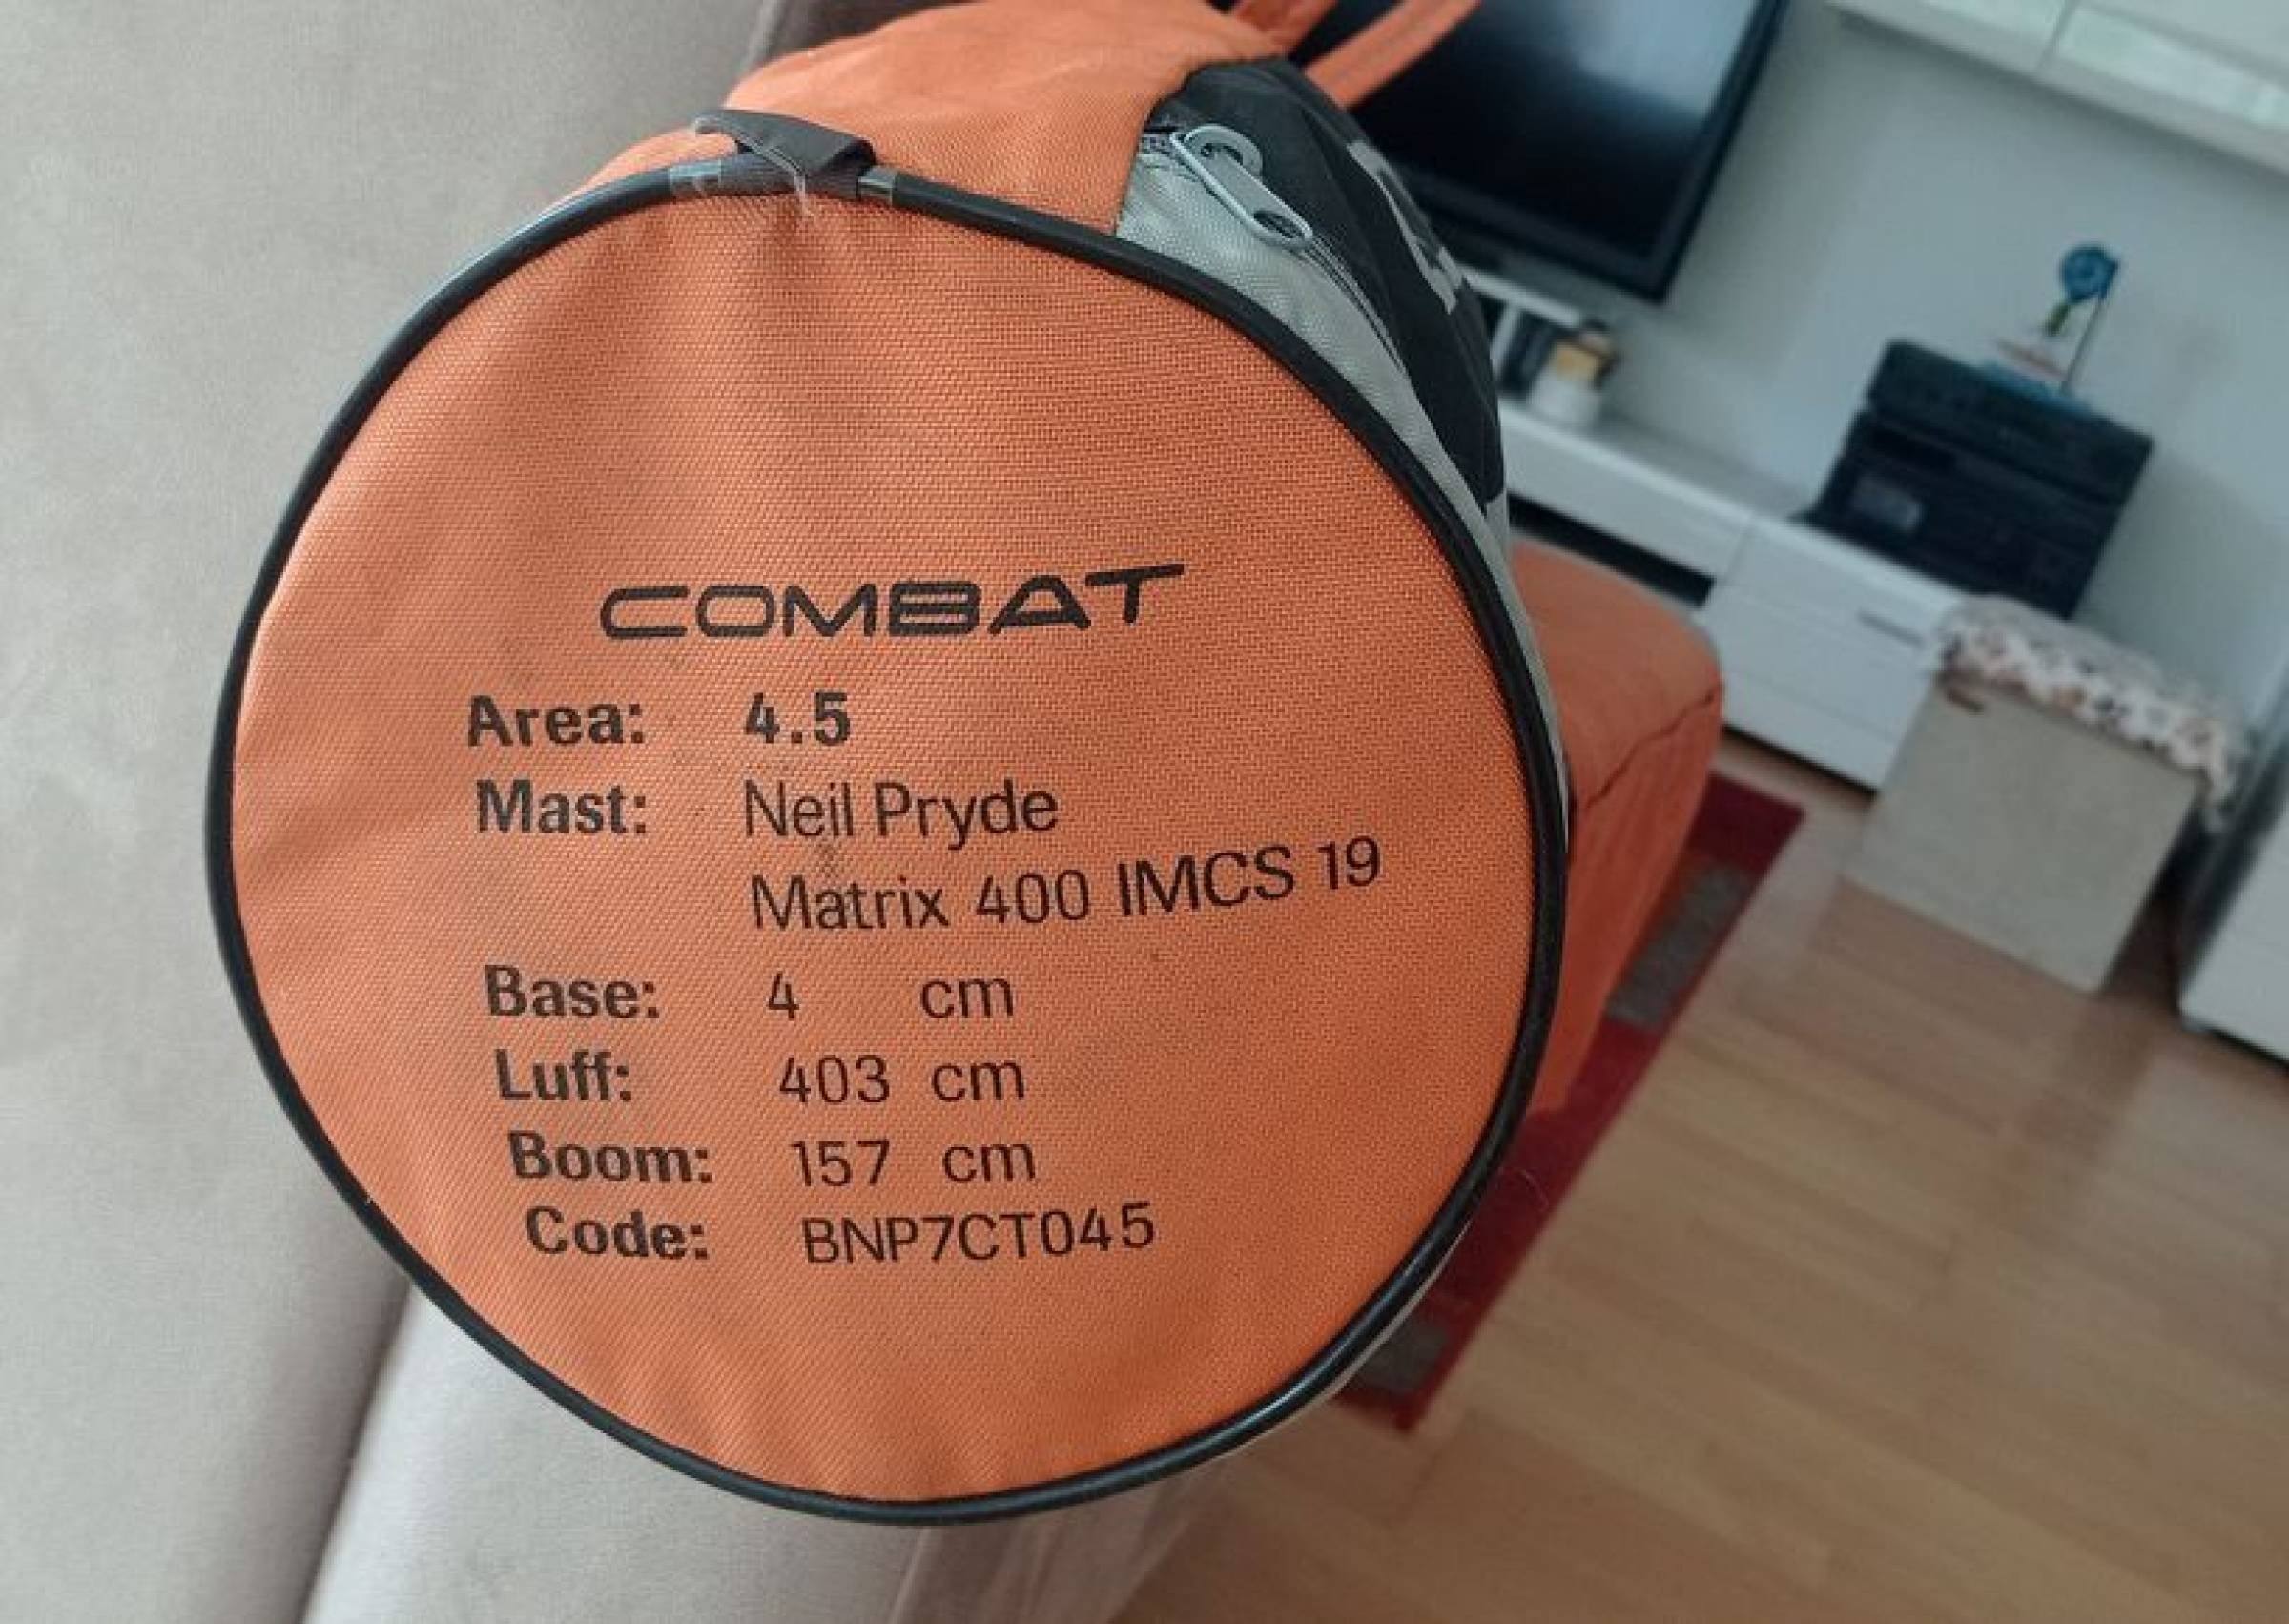 COMBAT
Area: 4.5
Mast: Neil Pryde
Matrix 400 IMCS 19
Base: 4 cm
Luff: 403 cm
Boom: 157 cm
Code: BNP7CT045